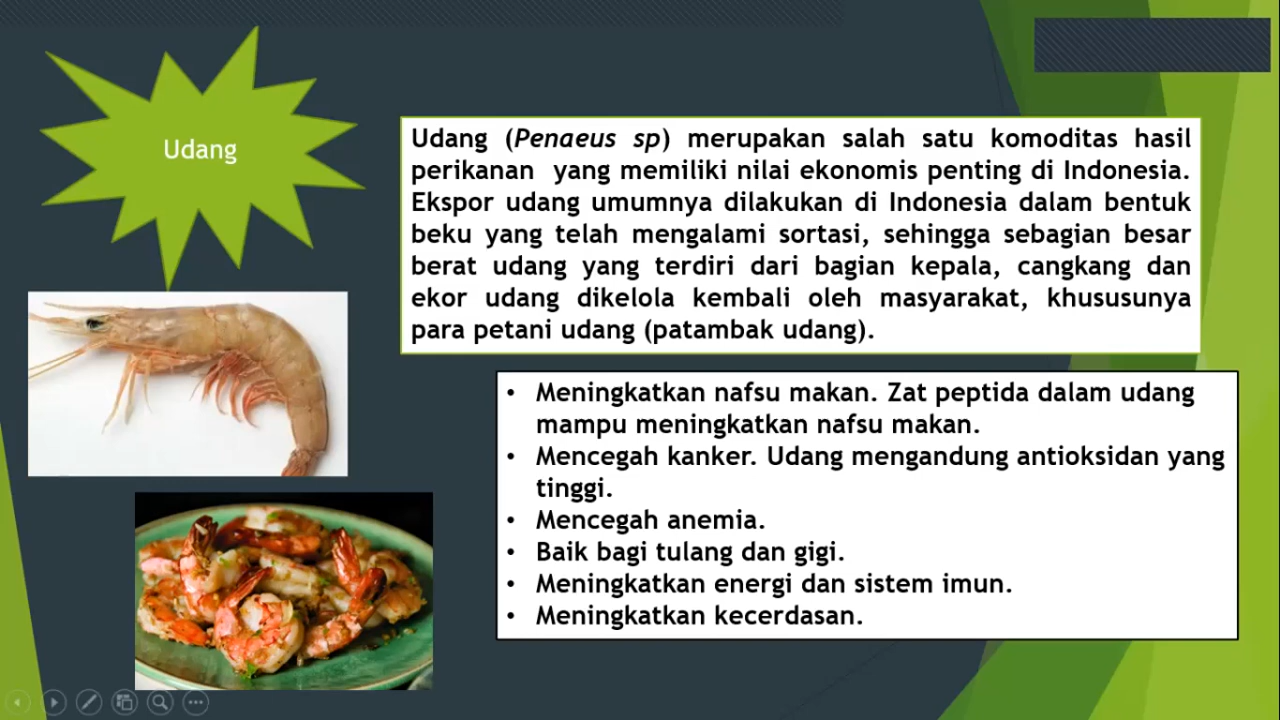 Udang
Udang (Penaeus sp) merupakan salah satu komoditas hasil
perikanan yang memiliki nilai ekonomis penting di Indonesia.
Ekspor udang umumnya dilakukan di Indonesia dalam bentuk
beku yang telah mengalami sortasi, sehingga sebagian besar
berat udang yang terdiri dari bagian kepala, cangkang dan
ekor udang dikelola kembali oleh masyarakat, khususunya
para petani udang (patambak udang).
• Meningkatkan nafsu makan. Zat peptida dalam udang
mampu meningkatkan nafsu makan.
• Mencegah kanker. Udang mengandung antioksidan yang
tinggi.
• Mencegah anemia.
• Baik bagi tulang dan gigi.
• Meningkatkan energi dan sistem imun.
• Meningkatkan kecerdasan.